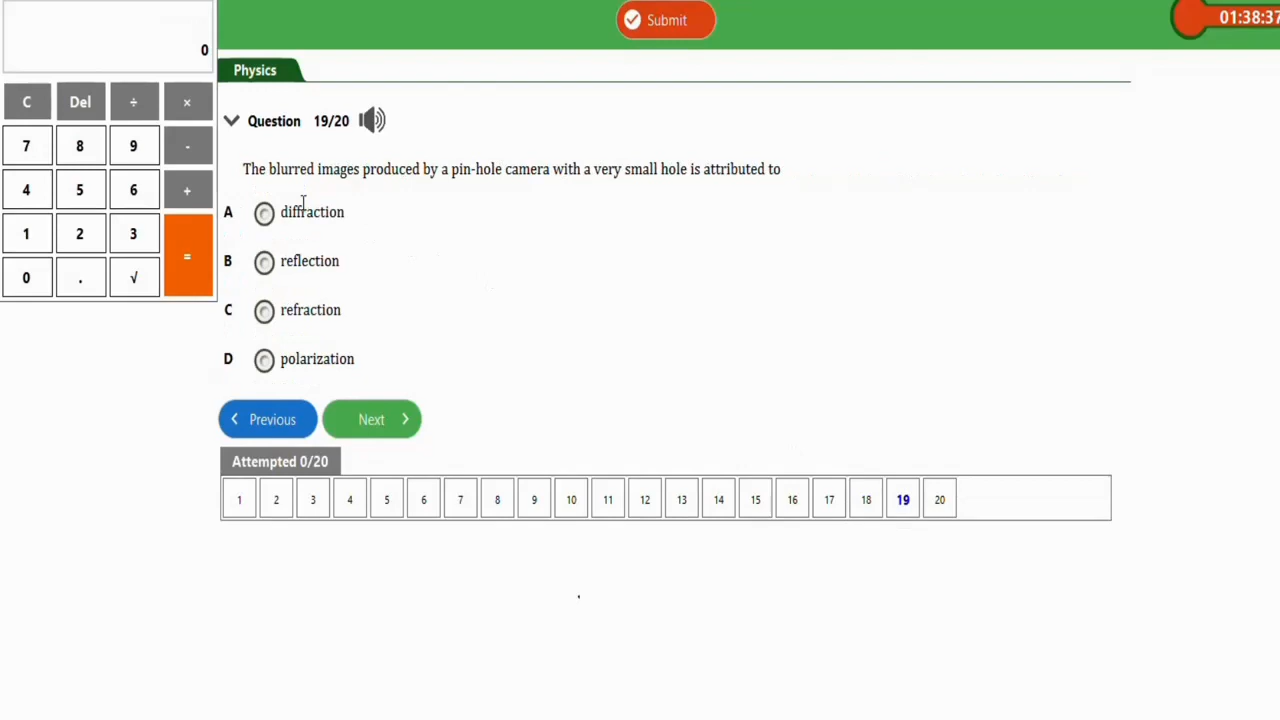 0
Submit
01:38:37
C Del ÷ ×
7 8 9 -
4 5 6 +
1 2 3 =
0 . √
Physics
Question 19/20
The blurred images produced by a pin-hole camera with a very small hole is attributed to
A diffraction
B reflection
C refraction
D polarization
Previous Next
Attempted 0/20
1 2 3 4 5 6 7 8 9 10 11 12 13 14 15 16 17 18 19 20